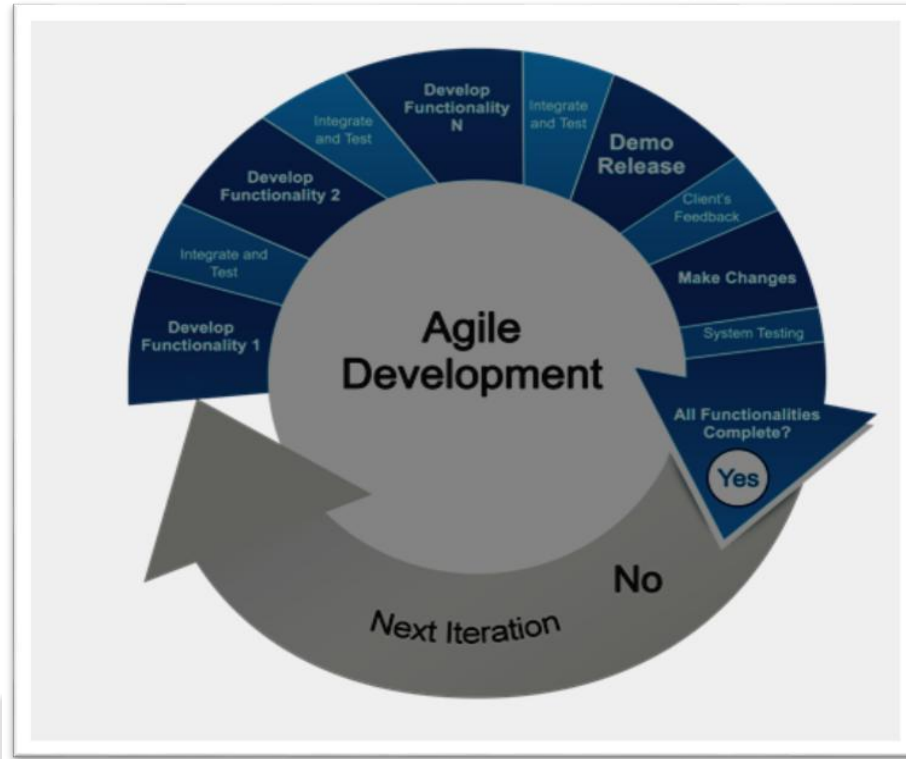 Develop
Functionality 1
Integrate and
Test
Develop
Functionality 2
Integrate
and Test
Develop
Functionality
N
Integrate
and Test
Demo
Release
Client's
Feedback
Make Changes
System Testing
All Functionalities
Complete?
Yes
No
Next Iteration
Agile
Development